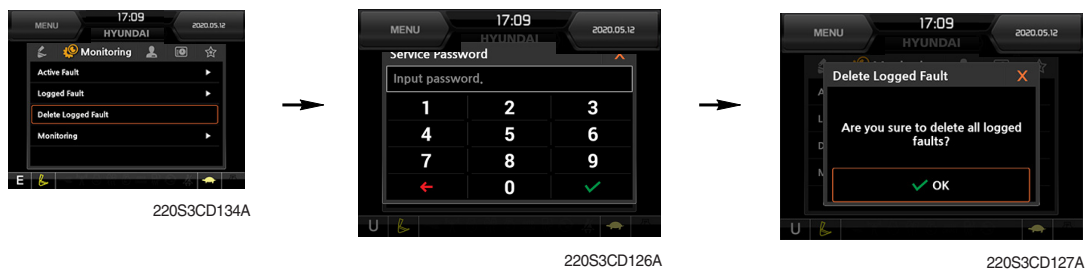 MENU
17:09
2020.05.12
HYUNDAI
Monitoring
Active Fault
Logged Fault
Delete Logged Fault
Monitoring
E
220S3CD134A
MENU
17:09
2020.05.12
HYUNDAI
Service Password
X
Input password.
1 2 3
4 5 6
7 8 9
0
U
220S3CD126A
MENU
17:09
2020.05.12
HYUNDAI
Delete Logged Fault X
A
L
D
M
Are you sure to delete all logged
faults?
OK
U
220S3CD127A